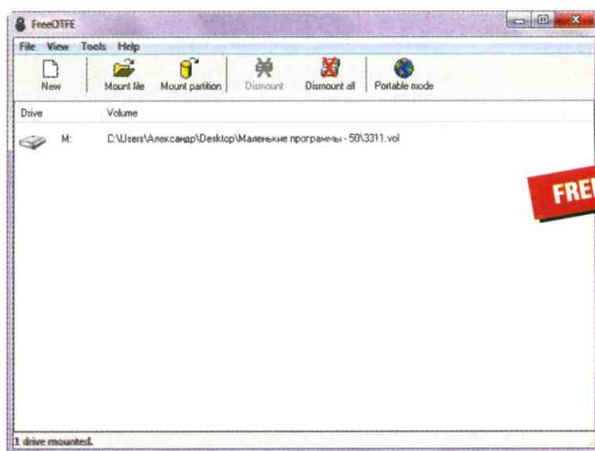 FreeOTFE
File View Tools Help
New Mount file Mount partition Dismount Dismount all Portable mode
Drive Volume
M: C:\Users\Александр\Desktop\Маленькие программы - 50\3311.vol
FREE
1 drive mounted.